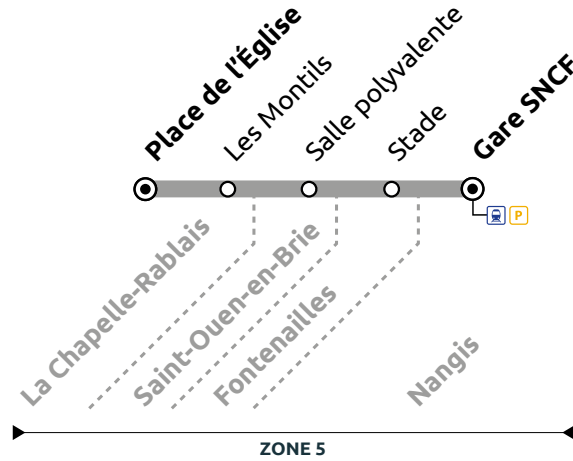 Place de l'Église
Les Montils
Salle polyvalente
Stade
Gare SNCF
P
La Chapelle-Rablais
Saint-Ouen-en-Brie
Fontenailles
Nangis
ZONE 5